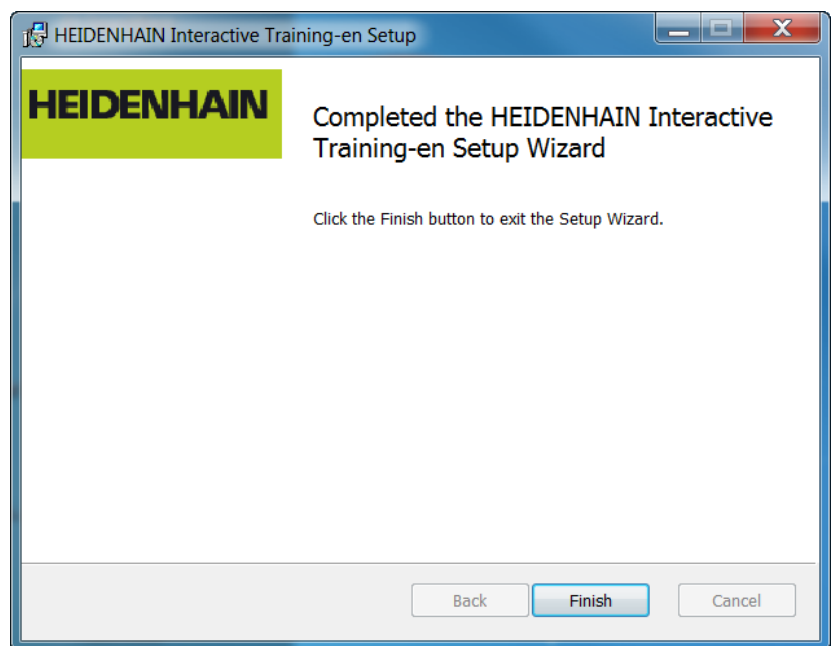 HEIDENHAIN Interactive Training-en Setup
HEIDENHAIN
Completed the HEIDENHAIN Interactive
Training-en Setup Wizard
Click the Finish button to exit the Setup Wizard.
Back Finish Cancel